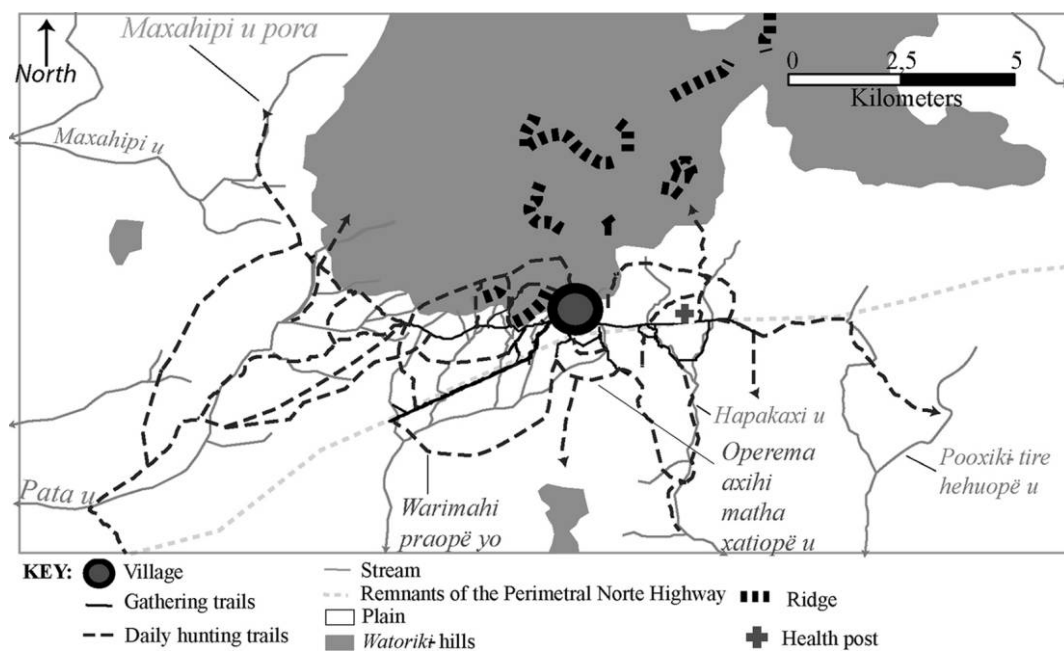 Maxahipi u pora
North
0 2,5 5
Kilometers
Maxahipi u
Hapakaxi u
Operema
axihi
matha
xatiopë u
Pooxiki-tire
hehuopë u
Pata u
Warimahi
praopë yo
KEY:
Village
Gathering trails
Daily hunting trails
Stream
Remnants of the Perimetral Norte Highway
Plain
Watoriki-hills
Ridge
Health post